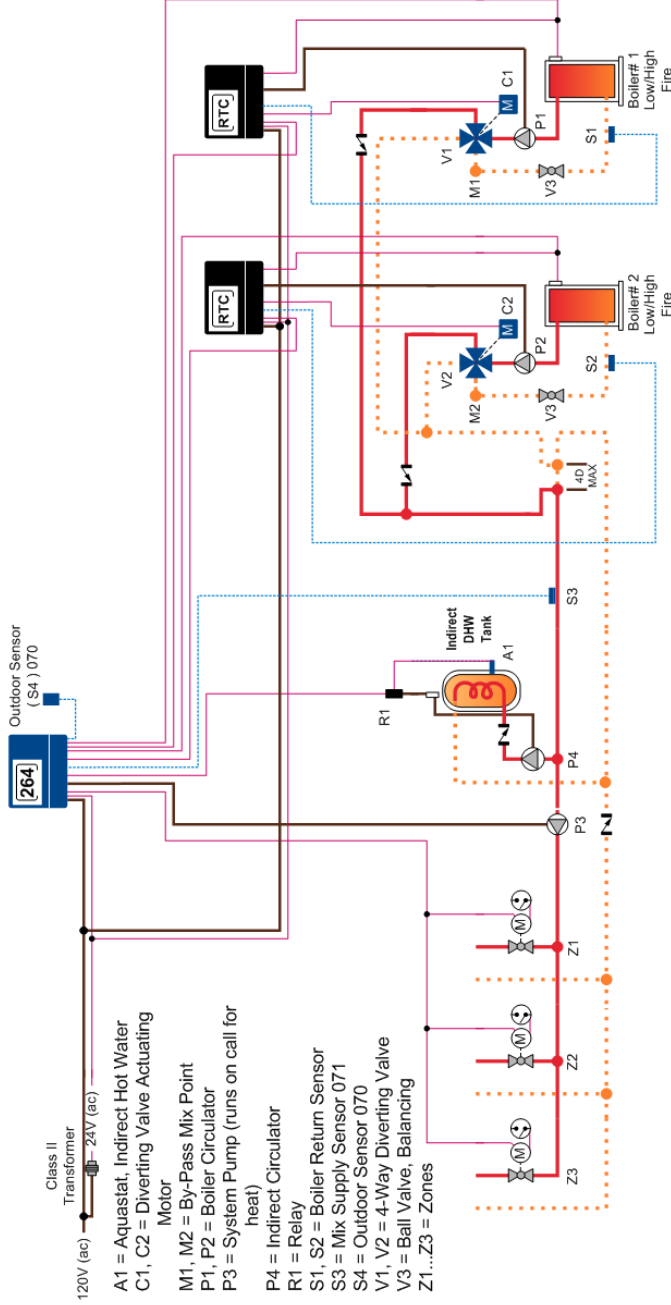 120V (ac)
Class II
Transformer
24V (ac)
264
Outdoor Sensor
( S4 ) 070
RTC
RTC
A1 = Aquastat, Indirect Hot Water
C1, C2 = Diverting Valve Actuating
Motor
M1, M2 = By-Pass Mix Point
P1, P2 = Boiler Circulator
P3 = System Pump (runs on call for
heat)
P4 = Indirect Circulator
R1 = Relay
S1, S2 = Boiler Return Sensor
S3 = Mix Supply Sensor 071
S4 = Outdoor Sensor 070
V1, V2 = 4-Way Diverting Valve
V3 = Ball Valve, Balancing
Z1...Z3 = Zones
R1
Indirect
DHW
Tank
A1
V2
M
C2
M2
P2
V3
S2
Boiler# 2
Low/High
Fire
V1
M
C1
M1
P1
V3
S1
Boiler# 1
Low/High
Fire
M
M
M
Z3
Z2
Z1
P3
P4
S3
4D
MAX